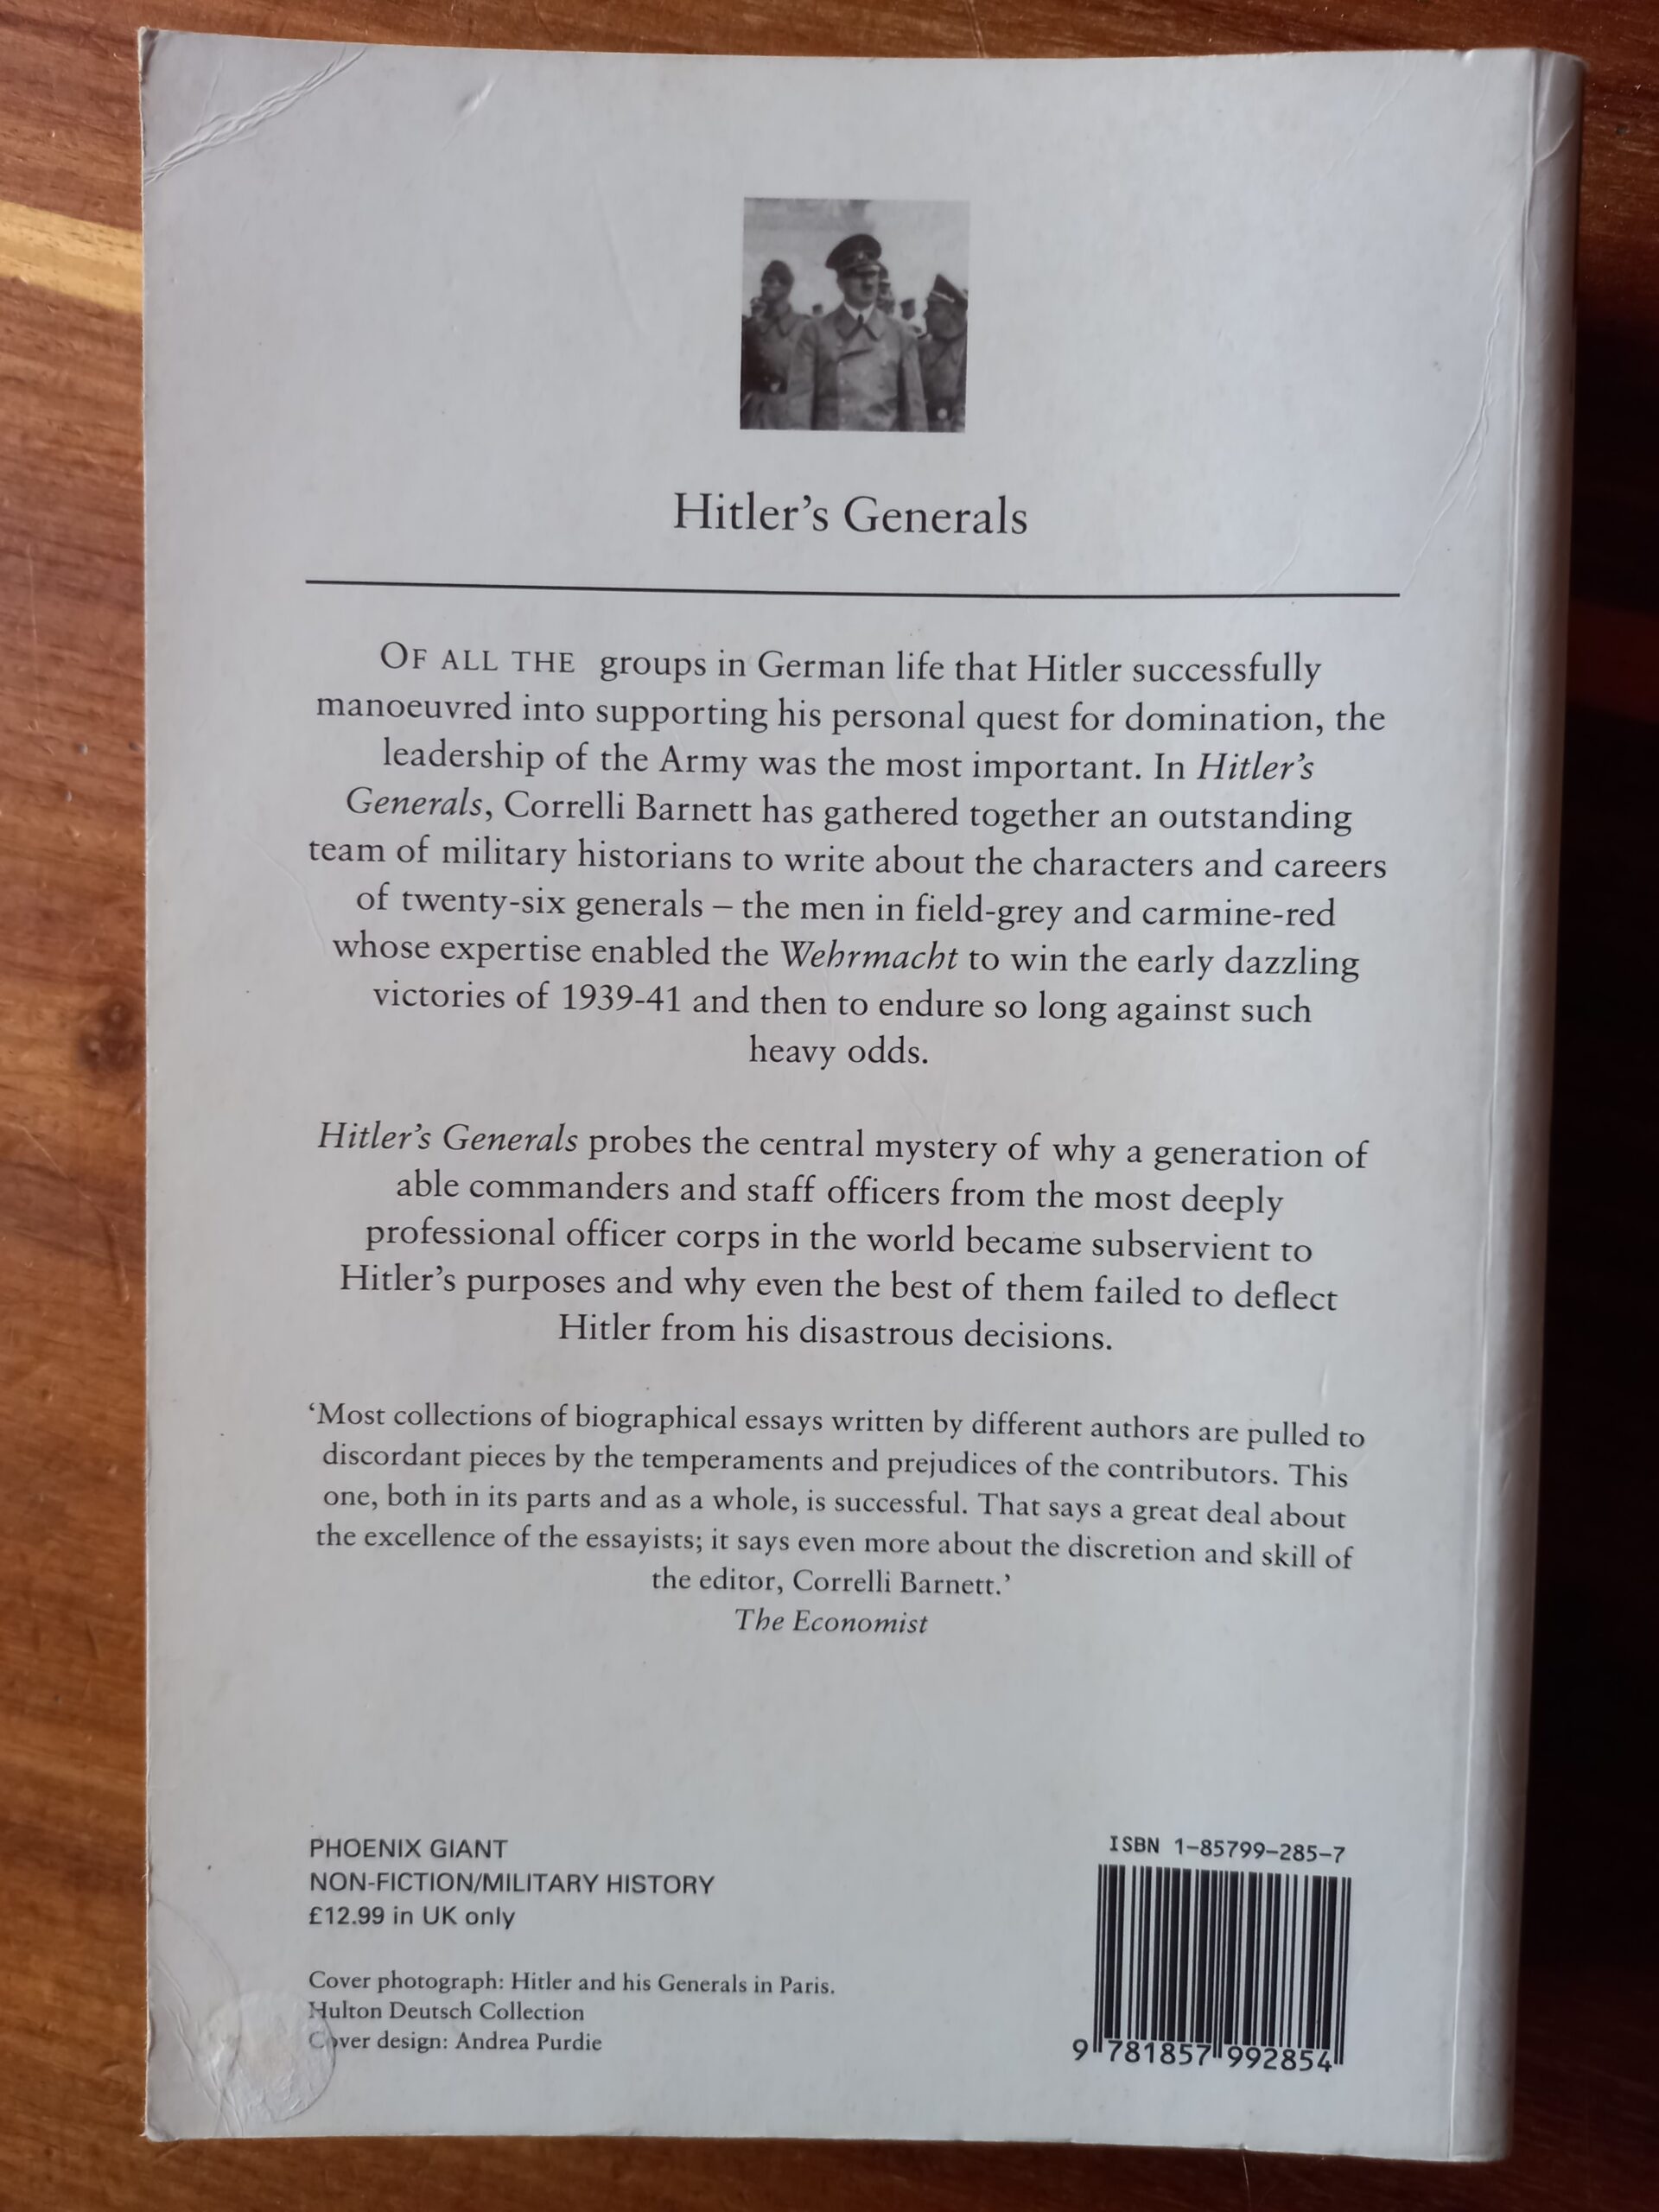 Hitler’s Generals
OF ALL THE groups in German life that Hitler successfully
manoeuvred into supporting his personal quest for domination, the
leadership of the Army was the most important. In Hitler’s
Generals, Correlli Barnett has gathered together an outstanding
team of military historians to write about the characters and careers
of twenty-six generals – the men in field-grey and carmine-red
whose expertise enabled the Wehrmacht to win the early dazzling
victories of 1939-41 and then to endure so long against such
heavy odds.
Hitler’s Generals probes the central mystery of why a generation of
able commanders and staff officers from the most deeply
professional officer corps in the world became subservient to
Hitler’s purposes and why even the best of them failed to deflect
Hitler from his disastrous decisions.
‘Most collections of biographical essays written by different authors are pulled to
discordant pieces by the temperaments and prejudices of the contributors. This
one, both in its parts and as a whole, is successful. That says a great deal about
the excellence of the essayists; it says even more about the discretion and skill of
the editor, Correlli Barnett.’
The Economist
PHOENIX GIANT
NON-FICTION/MILITARY HISTORY
£12.99 in UK only
Cover photograph: Hitler and his Generals in Paris.
Hulton Deutsch Collection
Cover design: Andrea Purdie
ISBN 1-85799-285-7
9 781857 992854